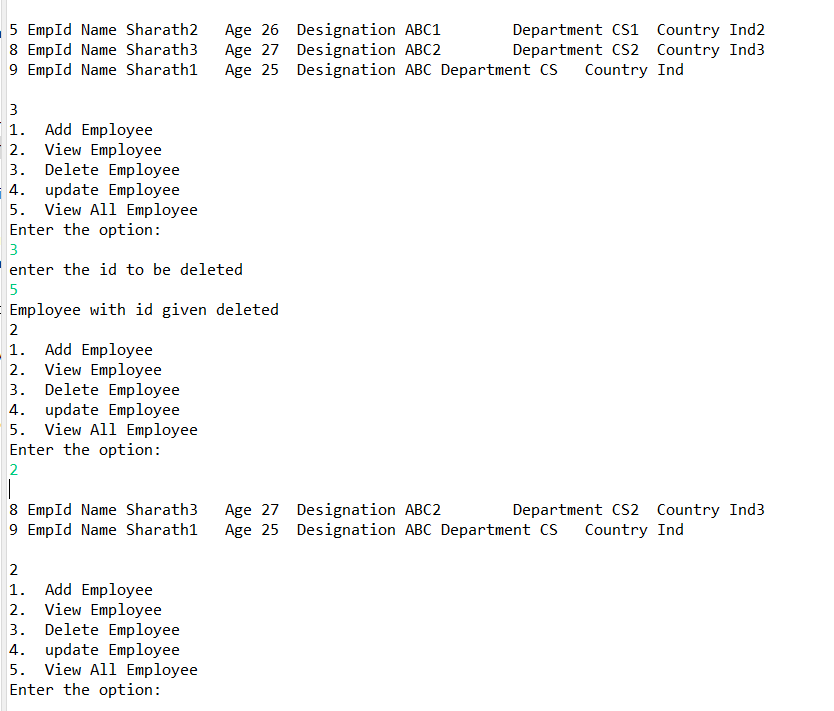 5 EmpId Name Sharath2 Age 26 Designation ABC1 Department CS1 Country Ind2
8 EmpId Name Sharath3 Age 27 Designation ABC2 Department CS2 Country Ind3
9 EmpId Name Sharath1 Age 25 Designation ABC Department CS Country Ind
3
1. Add Employee
2. View Employee
3. Delete Employee
4. update Employee
5. View All Employee
Enter the option:
3
enter the id to be deleted
5
Employee with id given deleted
2
1. Add Employee
2. View Employee
3. Delete Employee
4. update Employee
5. View All Employee
Enter the option:
2
8 EmpId Name Sharath3 Age 27 Designation ABC2 Department CS2 Country Ind3
9 EmpId Name Sharath1 Age 25 Designation ABC Department CS Country Ind
2
1. Add Employee
2. View Employee
3. Delete Employee
4. update Employee
5. View All Employee
Enter the option: